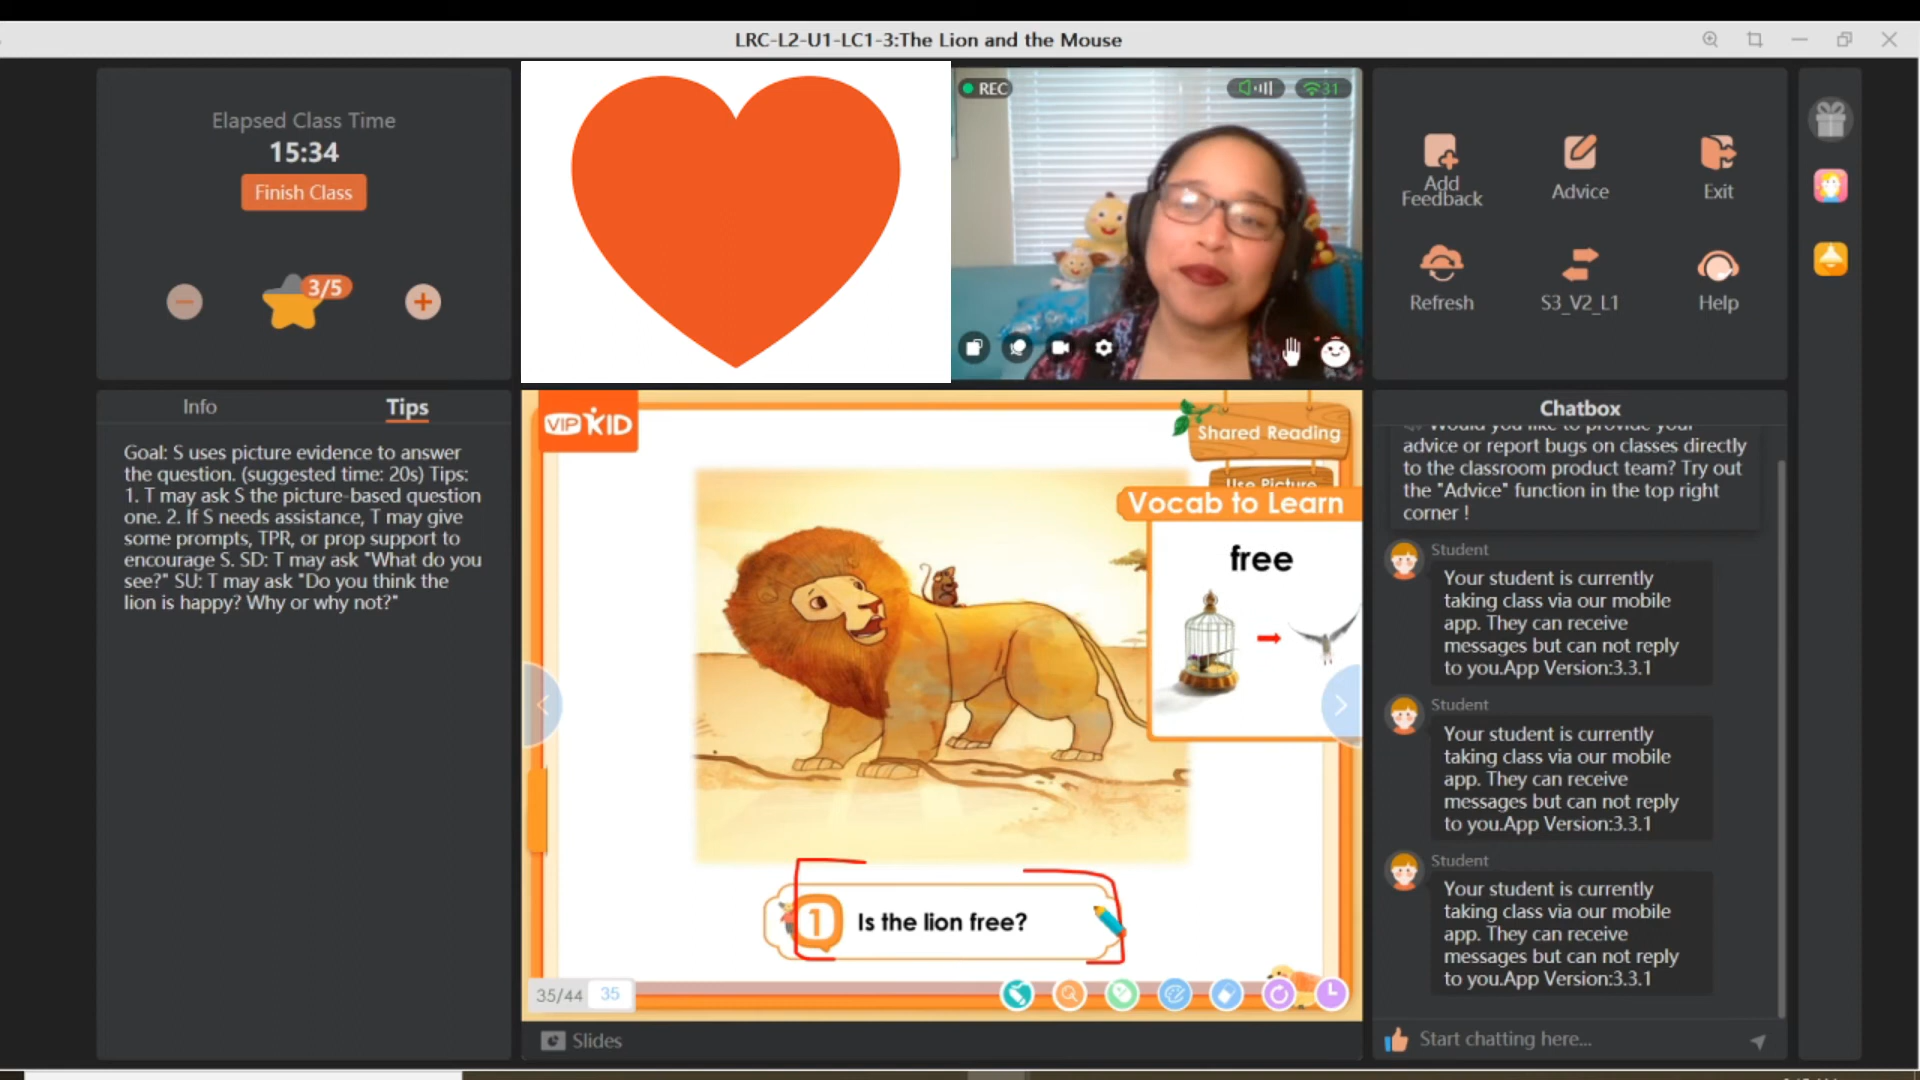 LRC-L2-U1-LC1-3:The Lion and the Mouse
Elapsed Class Time
15:34
Finish Class
3/5
REC
31
Add
Feedback
Advice
Exit
Refresh
S3_V2_L1
Help
Info
Tips
Goal: S uses picture evidence to answer
the question. (suggested time: 20s) Tips:
1. T may ask S the picture-based question
one. 2. If S needs assistance, T may give
some prompts, TPR, or prop support to
encourage S. SD: T may ask "What do you
see?" SU: T may ask "Do you think the
lion is happy? Why or why not?"
VIPKID
Shared Reading
Use Picture
Vocab to Learn
free
1
Is the lion free?
35/44
35
Slides
Chatbox
Would you like to provide your
advice or report bugs on classes directly
to the classroom product team? Try out
the "Advice" function in the top right
corner !
Student
Your student is currently
taking class via our mobile
app. They can receive
messages but can not reply
to you.App Version:3.3.1
Student
Your student is currently
taking class via our mobile
app. They can receive
messages but can not reply
to you.App Version:3.3.1
Student
Your student is currently
taking class via our mobile
app. They can receive
messages but can not reply
to you.App Version:3.3.1
Start chatting here...